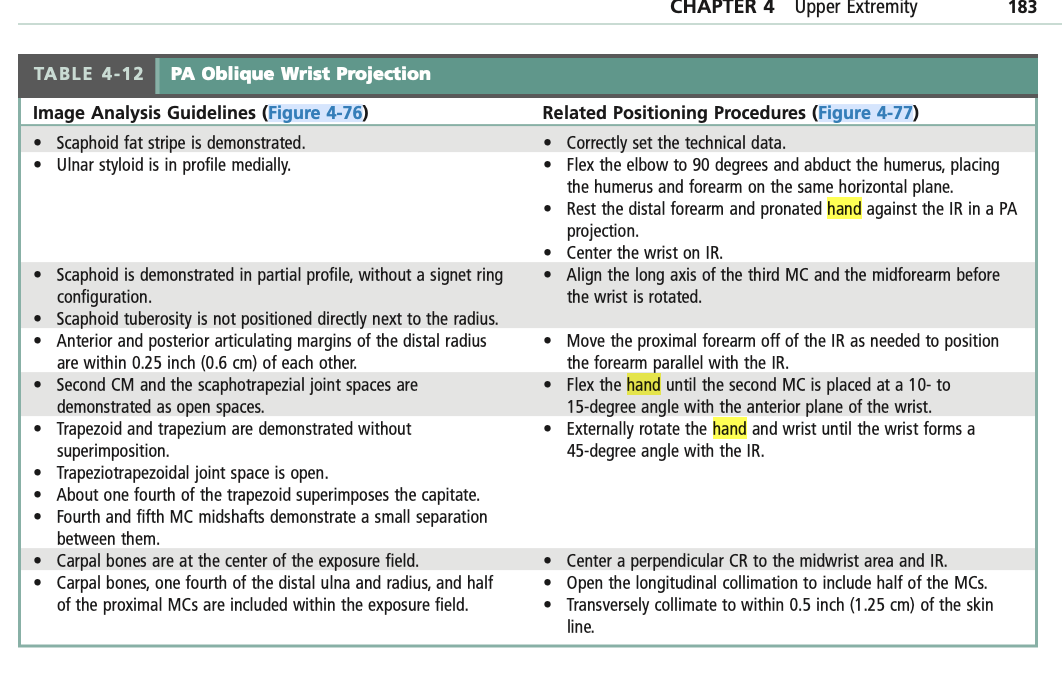 CHAPTER 4 Upper Extremity 183
TABLE 4-12 PA Oblique Wrist Projection
Image Analysis Guidelines (Figure 4-76)
Related Positioning Procedures (Figure 4-77)
• Scaphoid fat stripe is demonstrated.
• Correctly set the technical data.
• Ulnar styloid is in profile medially.
• Flex the elbow to 90 degrees and abduct the humerus, placing
the humerus and forearm on the same horizontal plane.
• Rest the distal forearm and pronated hand against the IR in a PA
projection.
• Center the wrist on IR.
• Scaphoid is demonstrated in partial profile, without a signet ring
configuration.
• Scaphoid tuberosity is not positioned directly next to the radius.
• Align the long axis of the third MC and the midforearm before
the wrist is rotated.
• Anterior and posterior articulating margins of the distal radius
are within 0.25 inch (0.6 cm) of each other.
• Move the proximal forearm off of the IR as needed to position
the forearm parallel with the IR.
• Second CM and the scaphotrapezial joint spaces are
demonstrated as open spaces.
• Flex the hand until the second MC is placed at a 10- to
15-degree angle with the anterior plane of the wrist.
• Trapezoid and trapezium are demonstrated without
superimposition.
• Trapeziotrapezoidal joint space is open.
• About one fourth of the trapezoid superimposes the capitate.
• Fourth and fifth MC midshafts demonstrate a small separation
between them.
• Externally rotate the hand and wrist until the wrist forms a
45-degree angle with the IR.
• Carpal bones are at the center of the exposure field.
• Center a perpendicular CR to the midwrist area and IR.
• Carpal bones, one fourth of the distal ulna and radius, and half
of the proximal MCs are included within the exposure field.
• Open the longitudinal collimation to include half of the MCs.
• Transversely collimate to within 0.5 inch (1.25 cm) of the skin
line.